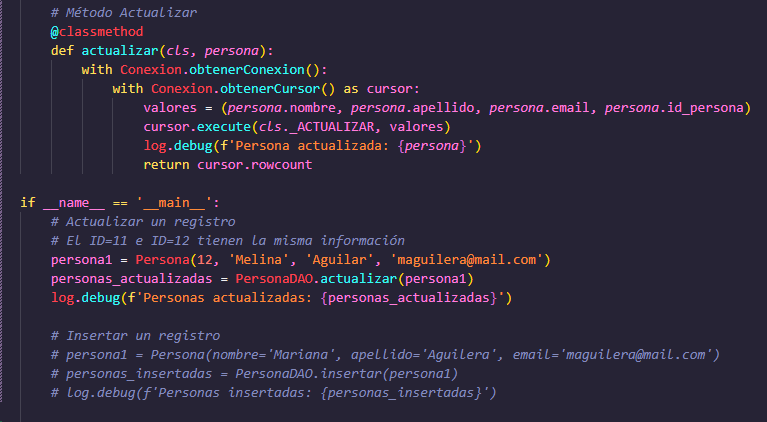 # Método Actualizar
@classmethod
def actualizar(cls, persona):
with Conexion.obtenerConexion():
with Conexion.obtenerCursor() as cursor:
valores = (persona.nombre, persona.apellido, persona.email, persona.id_persona)
cursor.execute(cls._ACTUALIZAR, valores)
log.debug(f'Persona actualizada: {persona}')
return cursor.rowcount
if __name__ == '__main__':
# Actualizar un registro
# El ID=11 e ID=12 tienen la misma información
persona1 = Persona(12, 'Melina', 'Aguilar', 'maguilera@mail.com')
personas_actualizadas = PersonaDAO.actualizar(persona1)
log.debug(f'Personas actualizadas: {personas_actualizadas}')
# Insertar un registro
# persona1 = Persona(nombre='Mariana', apellido='Aguilera', email='maguilera@mail.com')
# personas_insertadas = PersonaDAO.insertar(persona1)
# log.debug(f'Personas insertadas: {personas_insertadas}')